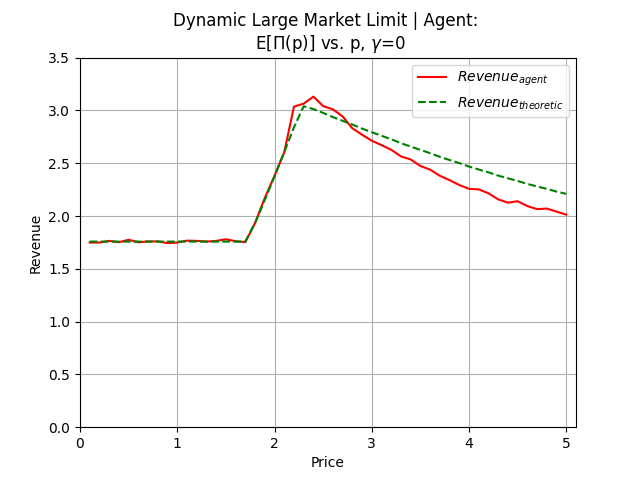 Dynamic Large Market Limit | Agent:
E[Π(p)] vs. p, γ=0
3.5
3.0
2.5
2.0
1.5
1.0
0.5
0.0
Revenue
Revenue_agent
Revenue_theoretic
0 1 2 3 4 5
Price